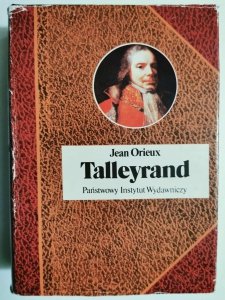 Jean Orieux
Talleyrand
Państwowy Instytut Wydawniczy